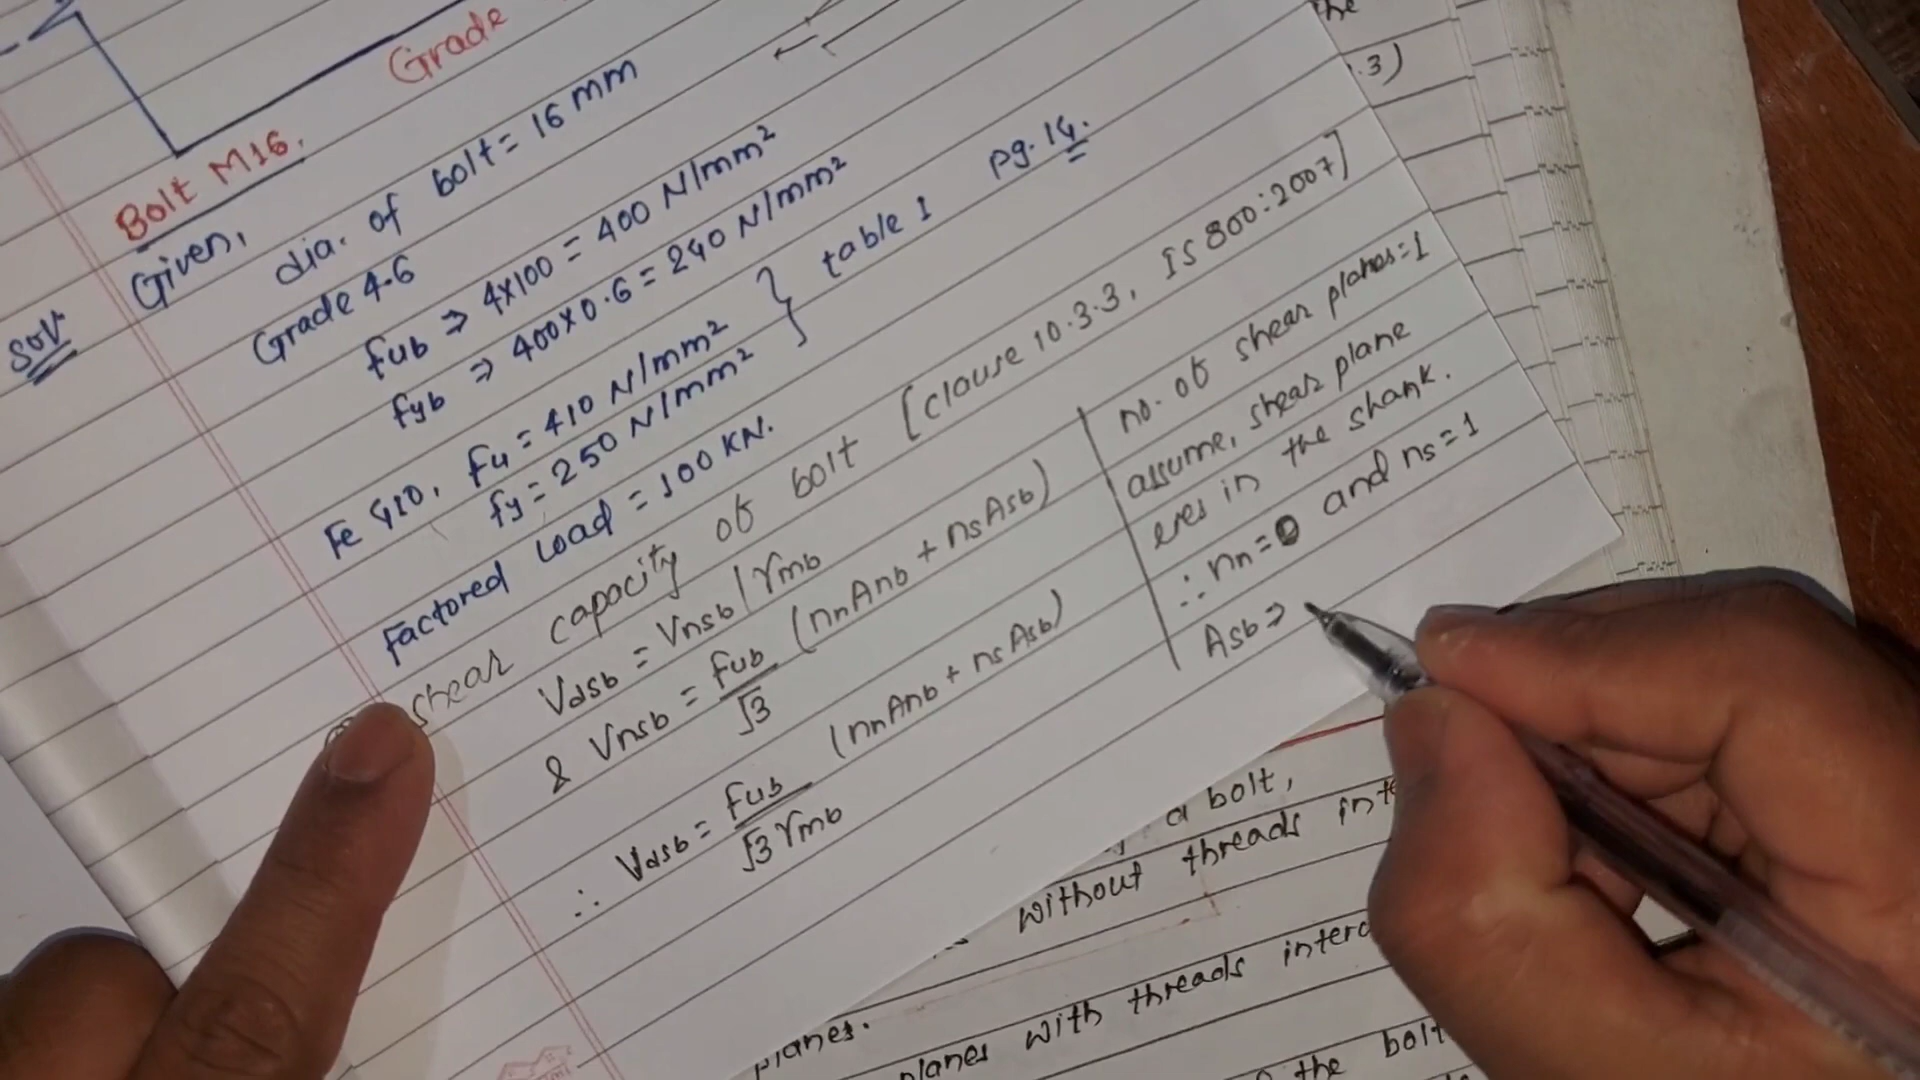 Grade
Bolt M16.
the
.3)
Solⁿ
Given,
dia. of bolt = 16 mm
Grade 4.6
fub ⇒ 4×100 = 400 N/mm²
fyb ⇒ 400×0.6 = 240 N/mm²
Fe 410, fu = 410 N/mm²
fy = 250 N/mm²
} table 1 pg. 14.
Factored load = 100 KN.
shear capacity of bolt [clause 10.3.3, IS 800:2007]
Vdsb = Vnsb / γmb
& Vnsb = fub/√3 (nnAnb + nsAsb)
∴ Vdsb = fub/√3γmb (nnAnb + nsAsb)
no. of shear planes = 1
assume, shear plane
lies in the shank.
∴ nn = 0 and ns = 1
Asb ⇒
a bolt,
without threads inte
planes.
planes with threads interc
the bolt